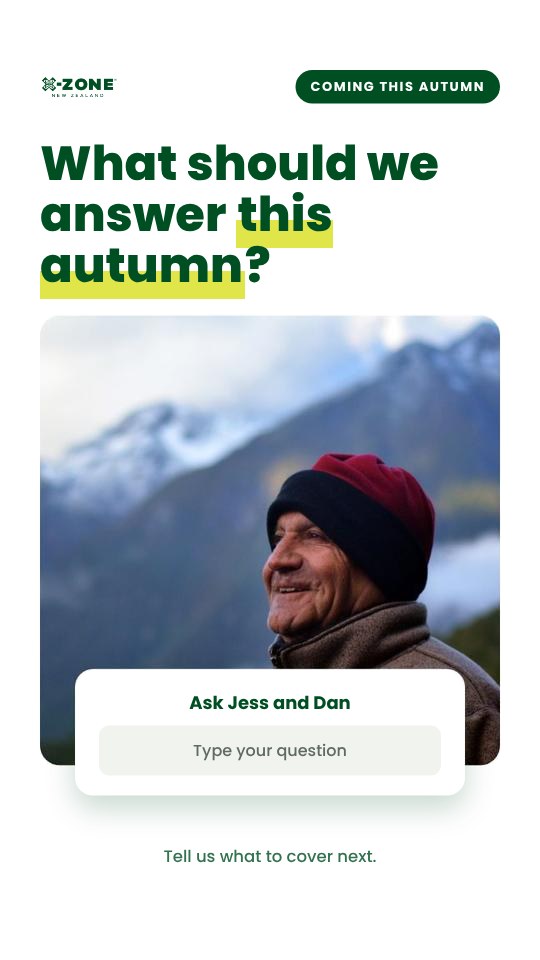 X-ZONE
NEW ZEALAND
COMING THIS AUTUMN
What should we
answer this
autumn?
Ask Jess and Dan
Type your question
Tell us what to cover next.